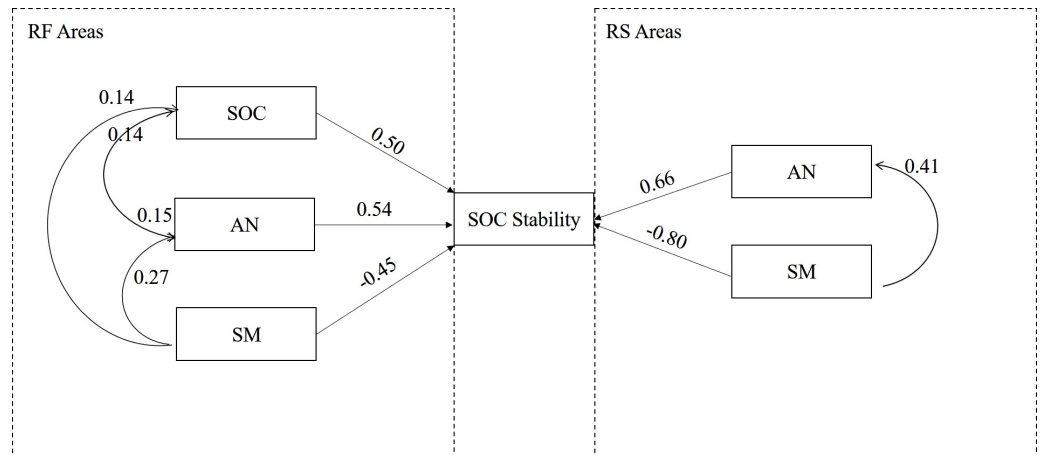 RF Areas
RS Areas
0.14
SOC
0.14
0.50
AN
0.41
0.66
0.15
AN
0.54
SOC Stability
-0.80
0.27
-0.45
SM
SM